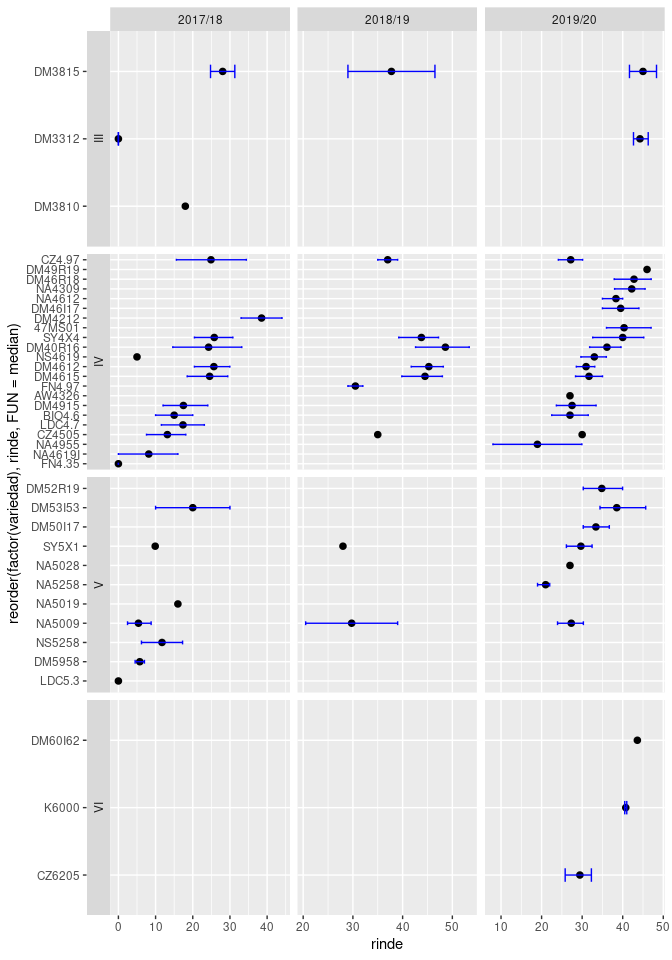 2017/18 2018/19 2019/20
DM3815
DM3312
DM3810
III
CZ4.97
DM49R19
DM46R18
NA4309
NA4612
DM46I17
DM4212
47MS01
SY4X4
DM40R16
NS4619
DM4612
DM4615
FN4.97
AW4326
DM4915
BIO4.6
LDC4.7
CZ4505
NA4955
NA4619I
FN4.35
IV
DM52R19
DM53I53
DM50I17
SY5X1
NA5028
NA5258
NA5019
NA5009
NS5258
DM5958
LDC5.3
V
DM60I62
K6000
CZ6205
VI
reorder(factor(variedad), rinde, FUN = median)
0 10 20 30 40 20 30 40 50 10 20 30 40 50
rinde